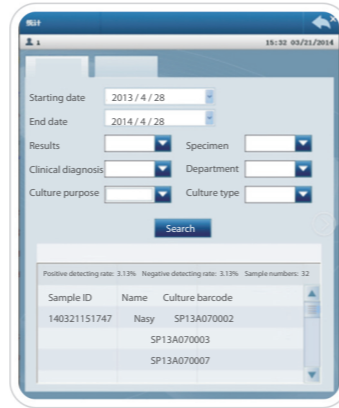 统计
1 15:32 03/21/2014
Starting date 2013 / 4 / 28
End date 2014 / 4 / 28
Results Specimen
Clinical diagnosis Department
Culture purpose Culture type
Search
Positive detecting rate: 3.13% Negative detecting rate: 3.13% Sample numbers: 32
Sample ID Name Culture barcode
140321151747 Nasy SP13A070002
SP13A070003
SP13A070007